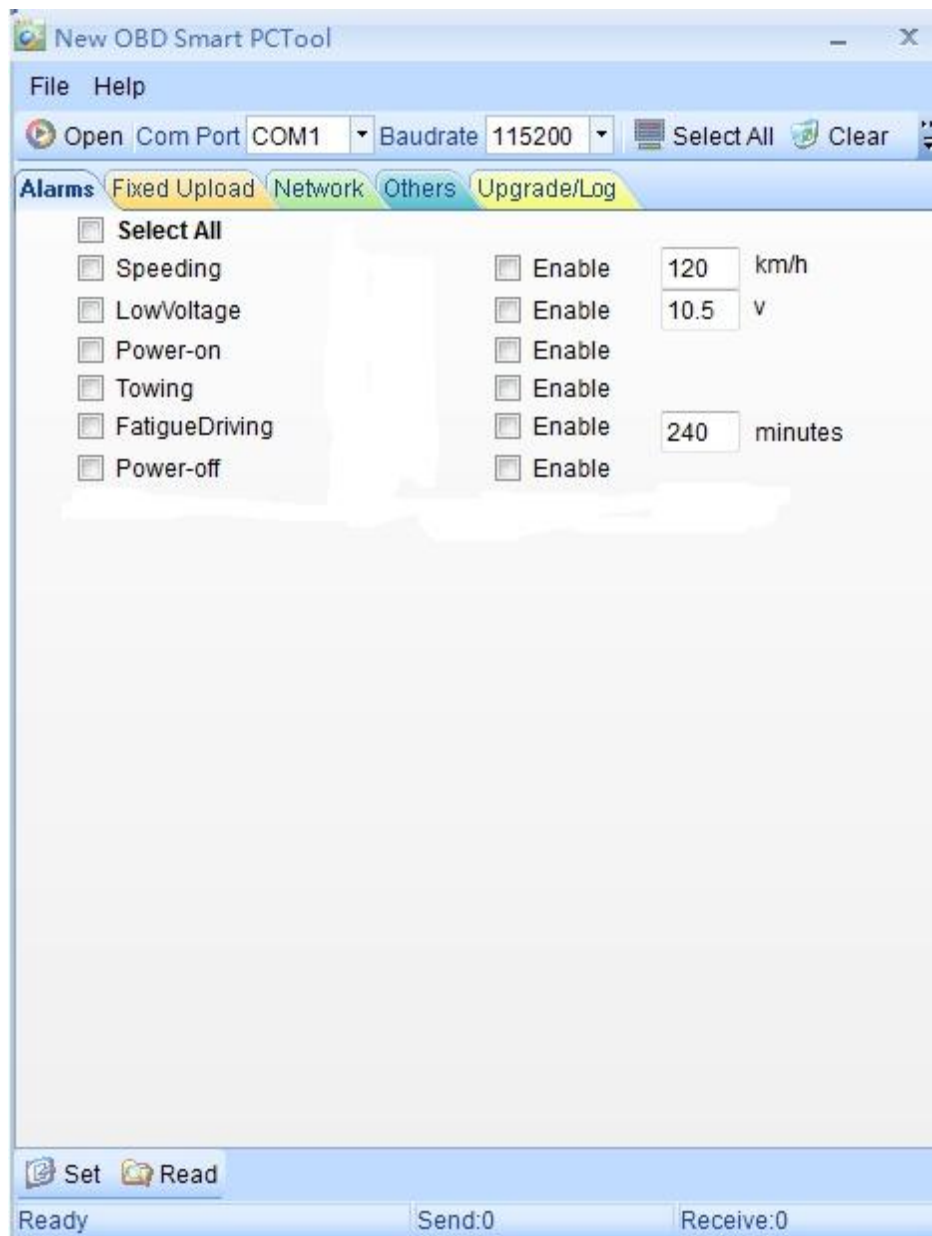 New OBD Smart PCTool
File Help
Open Com Port COM1 Baudrate 115200 Select All Clear
Alarms Fixed Upload Network Others Upgrade/Log
Select All
Speeding Enable 120 km/h
LowVoltage Enable 10.5 v
Power-on Enable
Towing Enable
FatigueDriving Enable 240 minutes
Power-off Enable
Set Read
Ready Send:0 Receive:0